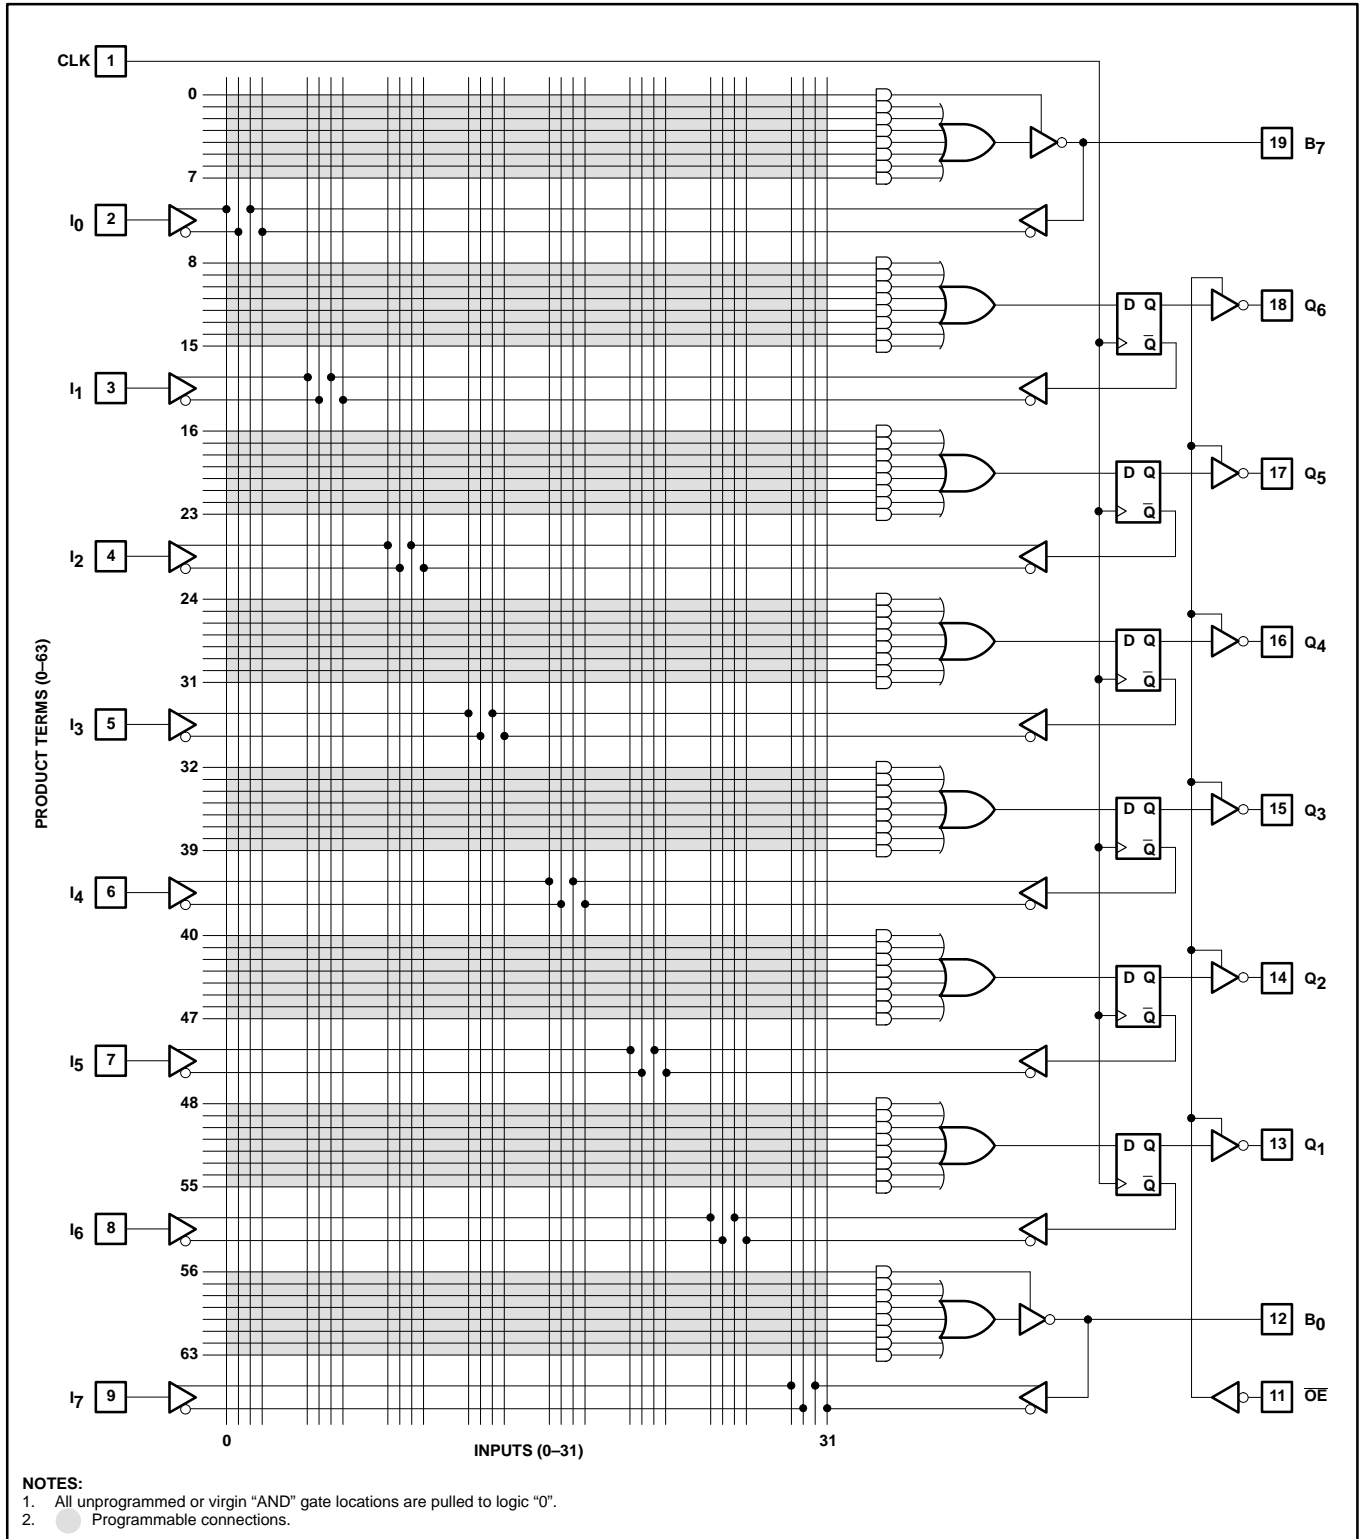 CLK 1
0
7
19 B7
I0 2
8
15
D Q
Q̅
18 Q6
I1 3
16
23
D Q
Q̅
17 Q5
I2 4
24
31
D Q
Q̅
16 Q4
I3 5
32
39
D Q
Q̅
15 Q3
I4 6
40
47
D Q
Q̅
14 Q2
I5 7
48
55
D Q
Q̅
13 Q1
I6 8
56
63
12 B0
I7 9
11 O̅E̅
PRODUCT TERMS (0–63)
0
31
INPUTS (0–31)
NOTES:
1. All unprogrammed or virgin “AND” gate locations are pulled to logic “0”.
2. Programmable connections.